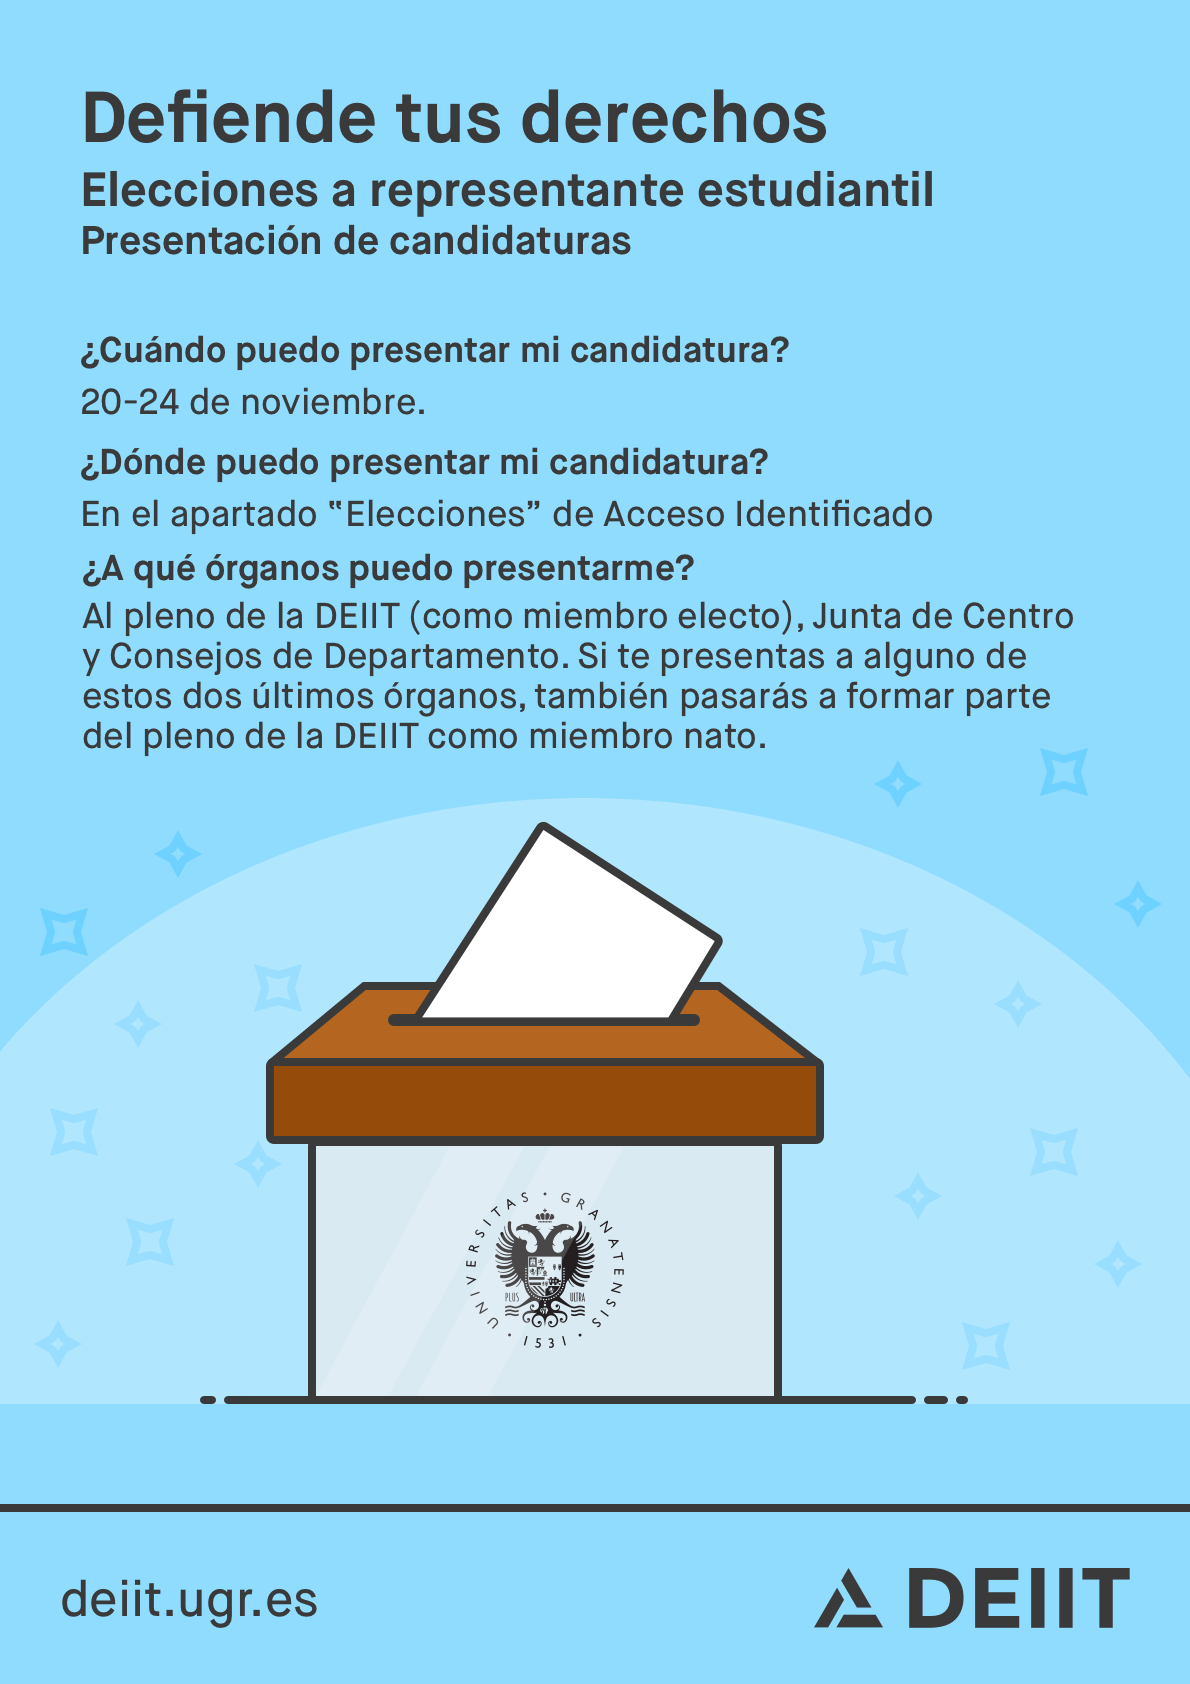 Defiende tus derechos
Elecciones a representante estudiantil
Presentación de candidaturas
¿Cuándo puedo presentar mi candidatura?
20-24 de noviembre.
¿Dónde puedo presentar mi candidatura?
En el apartado “Elecciones” de Acceso Identificado
¿A qué órganos puedo presentarme?
Al pleno de la DEIIT (como miembro electo), Junta de Centro
y Consejos de Departamento. Si te presentas a alguno de
estos dos últimos órganos, también pasarás a formar parte
del pleno de la DEIIT como miembro nato.
UNIVERSITAS · GRANATENSIS · 1531 ·
PLUS ULTRA
deiit.ugr.es
DEIIT